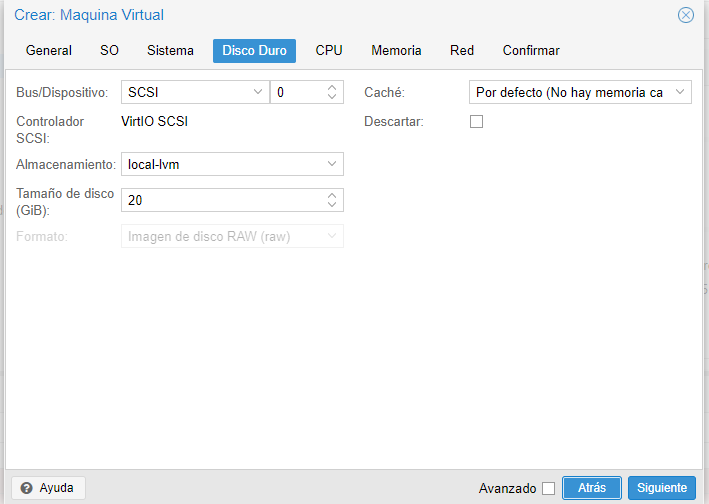 Crear: Maquina Virtual
General SO Sistema Disco Duro CPU Memoria Red Confirmar
Bus/Dispositivo: SCSI 0 Caché: Por defecto (No hay memoria ca
Controlador SCSI: VirtIO SCSI Descartar:
Almacenamiento: local-lvm
Tamaño de disco (GiB): 20
Formato: Imagen de disco RAW (raw)
Ayuda Avanzado Atrás Siguiente